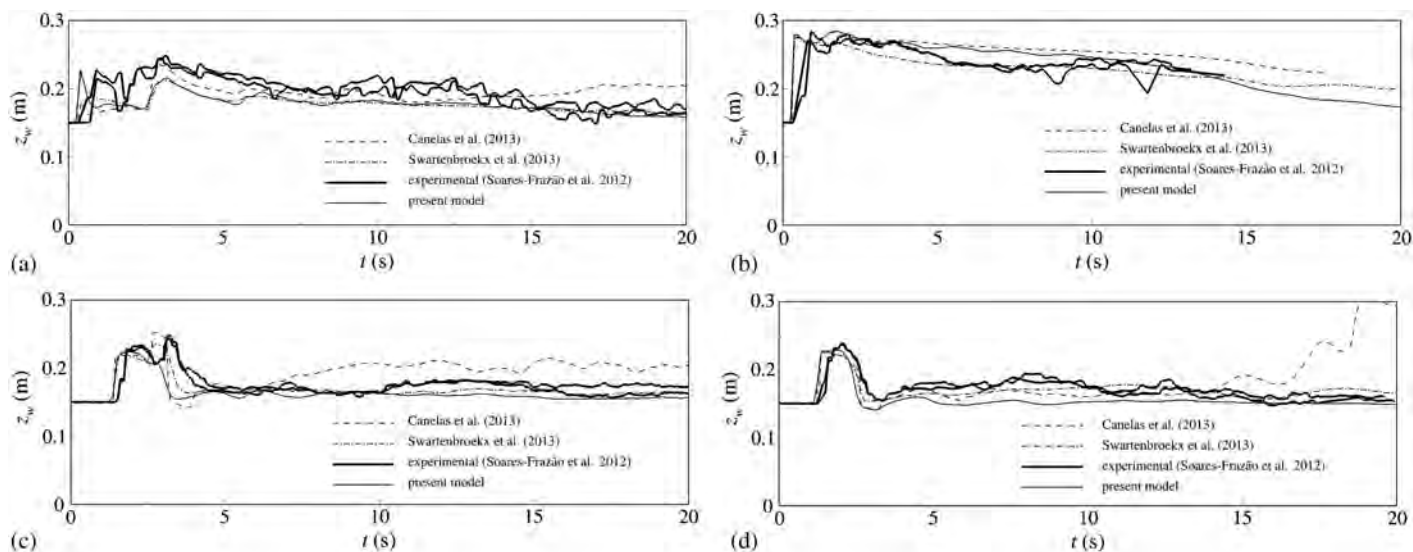 0.3
0.2
0.1
0
z_w (m)
Canelas et al. (2013)
Swartenbroekx et al. (2013)
experimental (Soares-Frazão et al. 2012)
present model
0 5 10 15 20
(a) t (s)
0.3
0.2
0.1
0
z_w (m)
Canelas et al. (2013)
Swartenbroekx et al. (2013)
experimental (Soares-Frazão et al. 2012)
present model
0 5 10 15 20
(b) t (s)
0.3
0.2
0.1
0
z_w (m)
Canelas et al. (2013)
Swartenbroekx et al. (2013)
experimental (Soares-Frazão et al. 2012)
present model
0 5 10 15 20
(c) t (s)
0.3
0.2
0.1
0
z_w (m)
Canelas et al. (2013)
Swartenbroekx et al. (2013)
experimental (Soares-Frazão et al. 2012)
present model
0 5 10 15 20
(d) t (s)